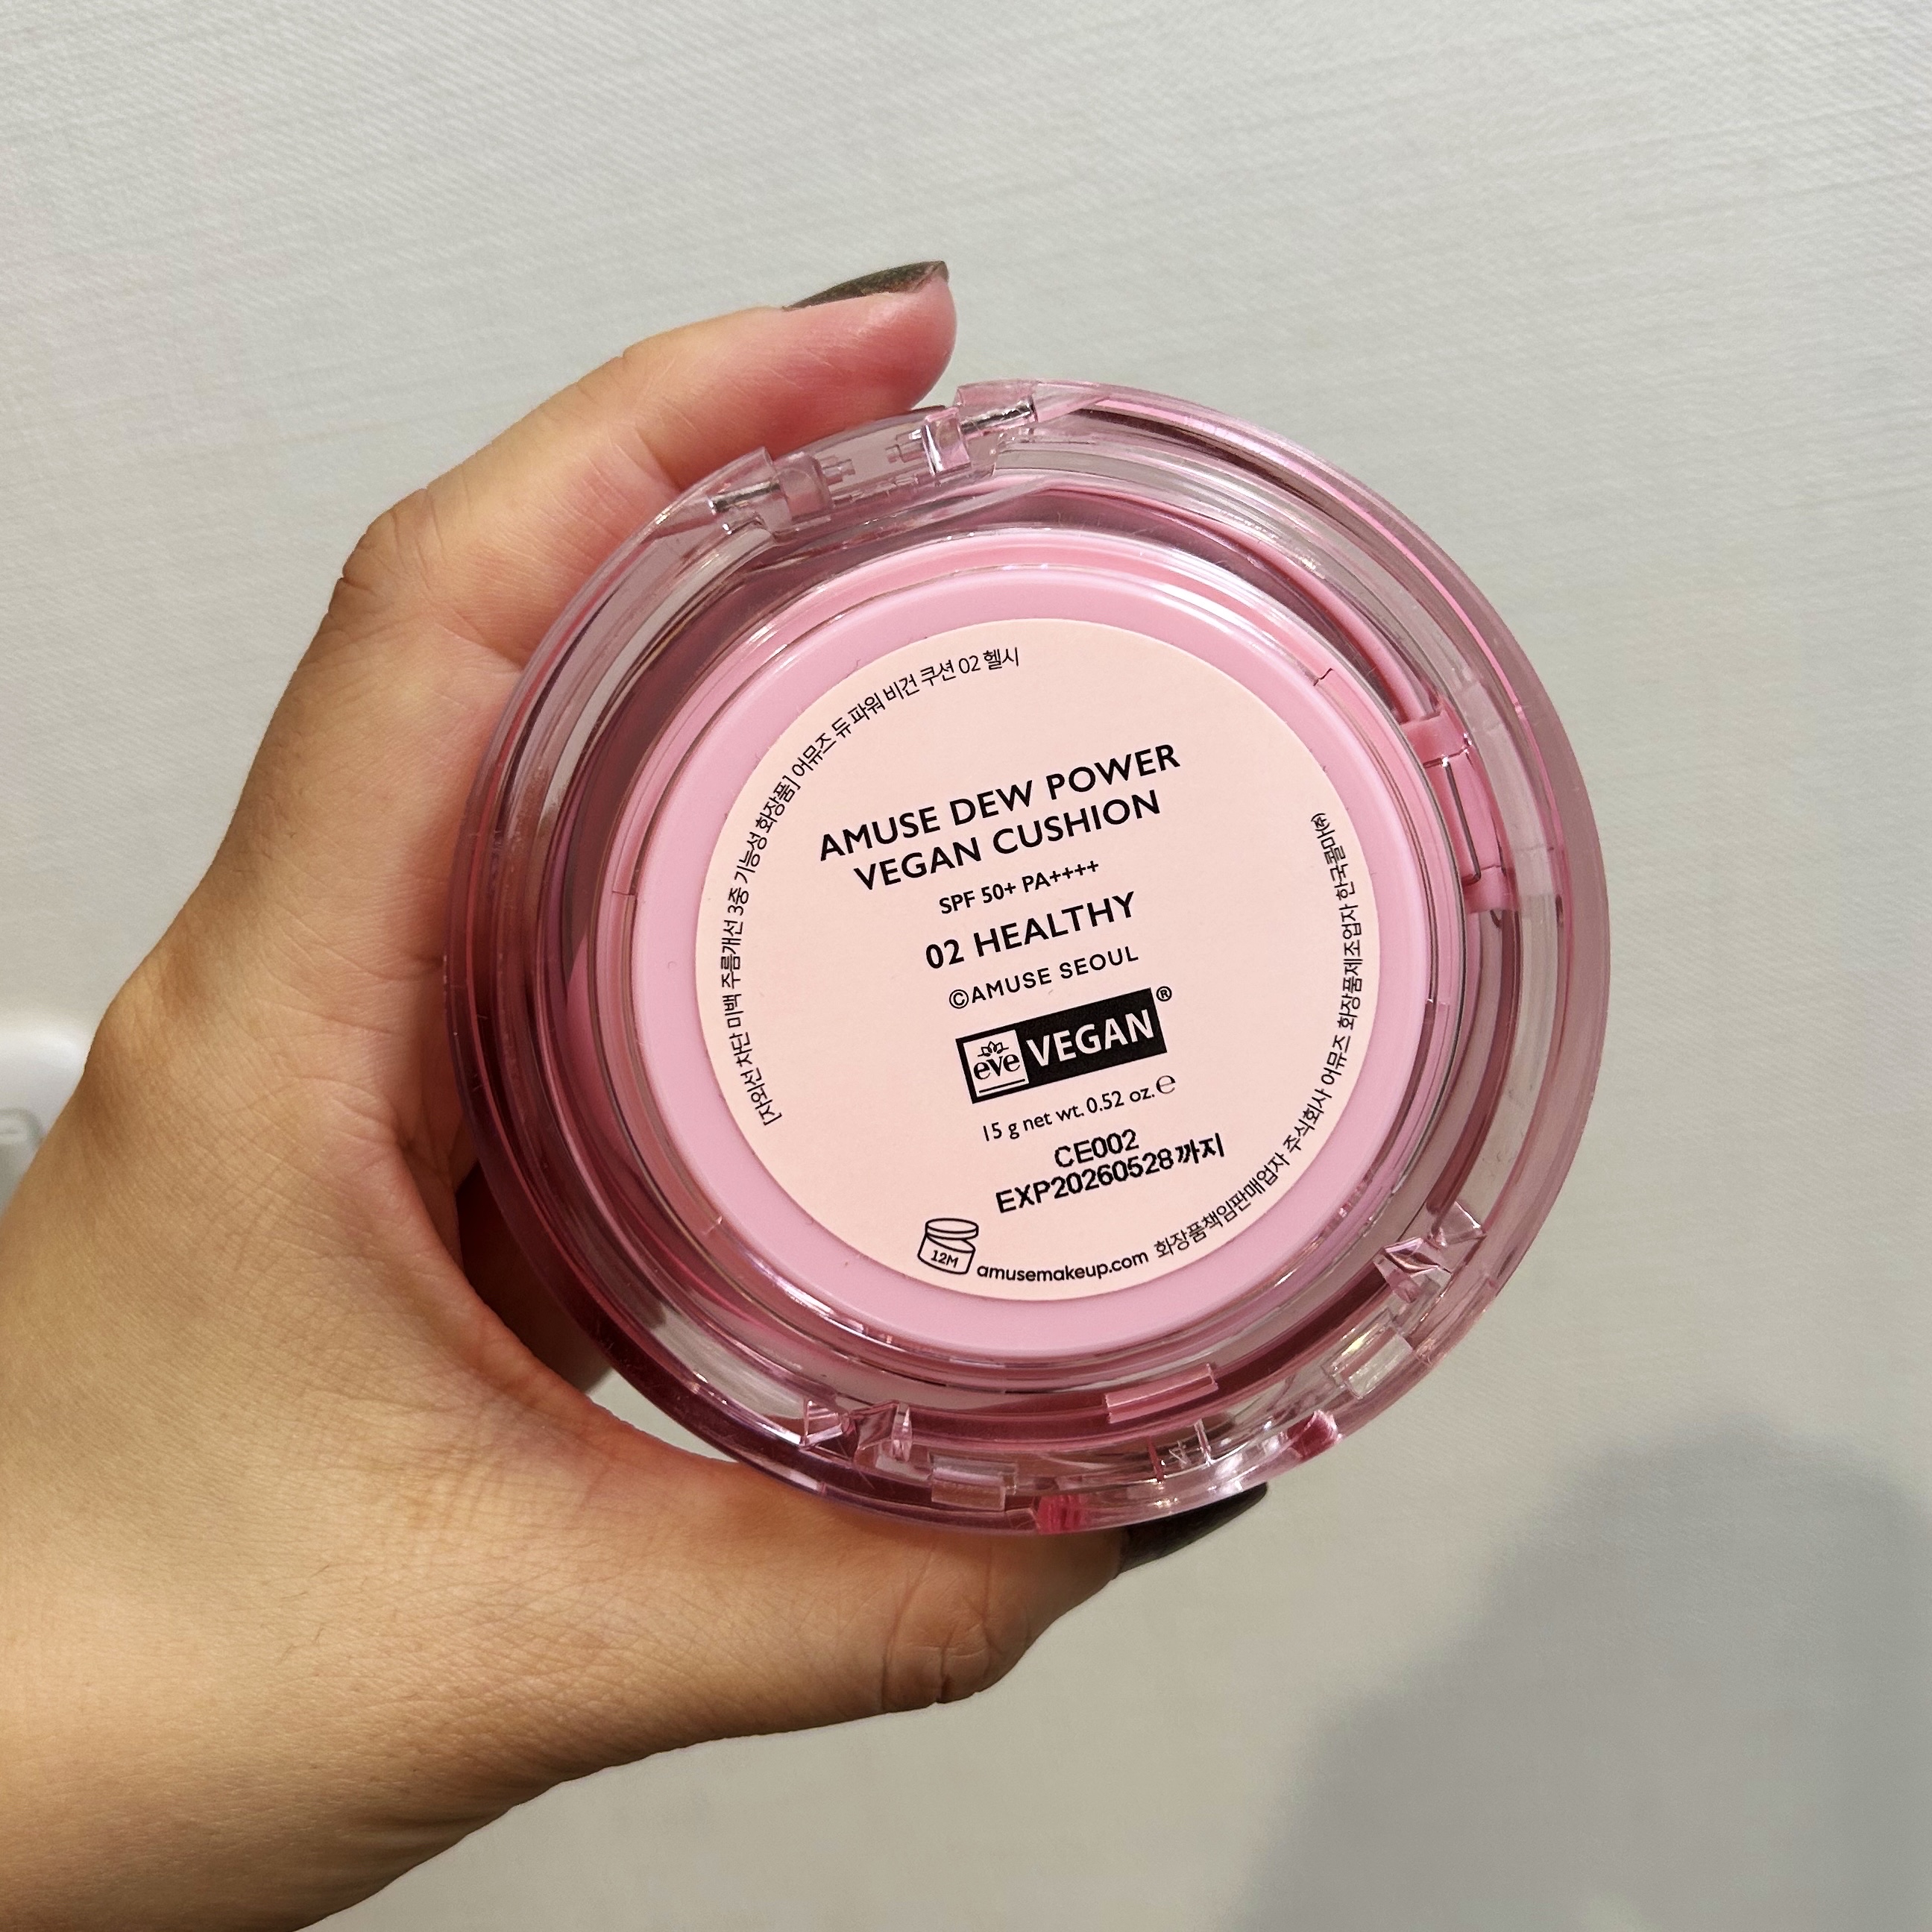 [자외선 차단 미백 주름개선 3중 기능성 화장품] 어뮤즈 듀 파워 비건 쿠션 02 헬시
AMUSE DEW POWER
VEGAN CUSHION
SPF 50+ PA++++
02 HEALTHY
©AMUSE SEOUL
eve VEGAN®
15 g net wt. 0.52 oz. ℮
CE002
EXP20260528까지
12M
amusemakeup.com 화장품책임판매업자 주식회사 어뮤즈 화장품제조업자 한국콜마㈜